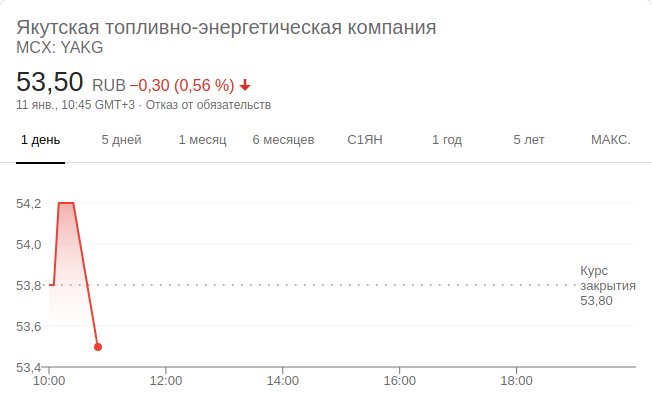 Якутская топливно-энергетическая компания
MCX: YAKG
53,50 RUB −0,30 (0,56 %)
11 янв., 10:45 GMT+3 · Отказ от обязательств
1 день 5 дней 1 месяц 6 месяцев С1ЯН 1 год 5 лет МАКС.
54,2
54,0
53,8
53,6
53,4
Курс
закрытия
53,80
10:00 12:00 14:00 16:00 18:00